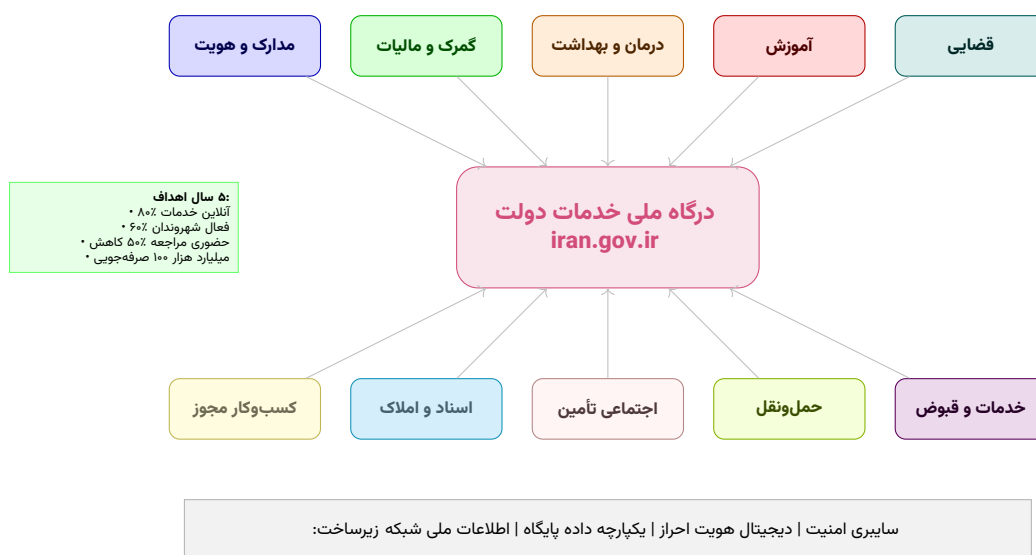 قضایی
آموزش
درمان و بهداشت
گمرک و مالیات
مدارک و هویت
درگاه ملی خدمات دولت
iran.gov.ir
:۵ سال اهداف
آنلاین خدمات ۸۰٪ •
فعال شهروندان ۶۰٪ •
حضوری مراجعه ۵۰٪ کاهش •
میلیارد هزار ۱۰۰ صرفه‌جویی •
خدمات و قبوض
حمل‌ونقل
اجتماعی تأمین
اسناد و املاک
کسب‌وکار مجوز
سایبری امنیت | دیجیتال هویت احراز | یکپارچه داده پایگاه | اطلاعات ملی شبکه زیرساخت: